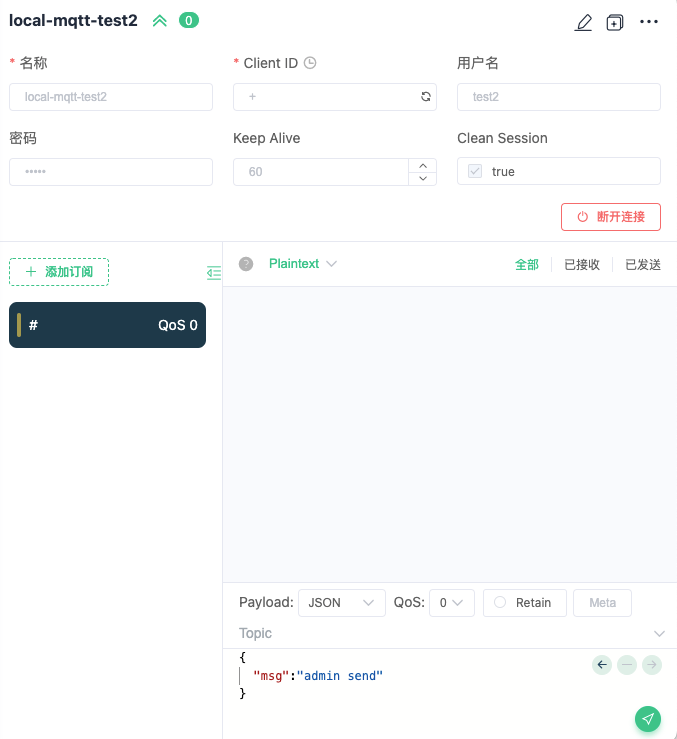 local-mqtt-test2 0
* 名称
* Client ID
用户名
local-mqtt-test2
+
test2
密码
Keep Alive
Clean Session
•••••
60
true
断开连接
+ 添加订阅
Plaintext
全部
已接收
已发送
# QoS 0
Payload: JSON QoS: 0 Retain Meta
Topic
{
"msg":"admin send"
}